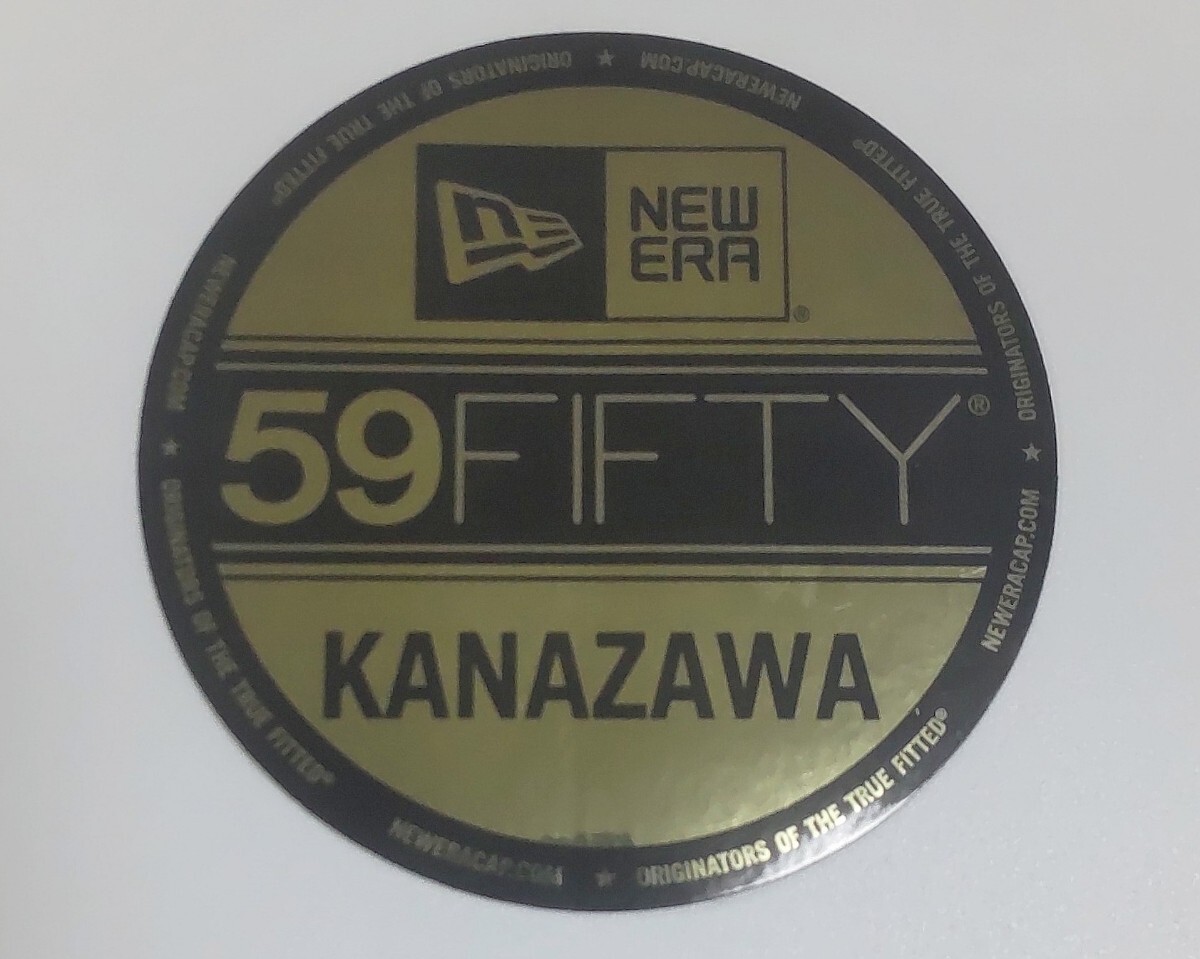 NE
NEW
ERA®
59FIFTY®
KANAZAWA
ORIGINATORS OF THE TRUE FITTED®
NEWERACAP.COM ★ ORIGINATORS OF THE TRUE FITTED®
NEWERACAP.COM ★ ORIGINATORS OF THE TRUE FITTED®
NEWERACAP.COM ★ ORIGINATORS OF THE TRUE FITTED®
NEWERACAP.COM ★